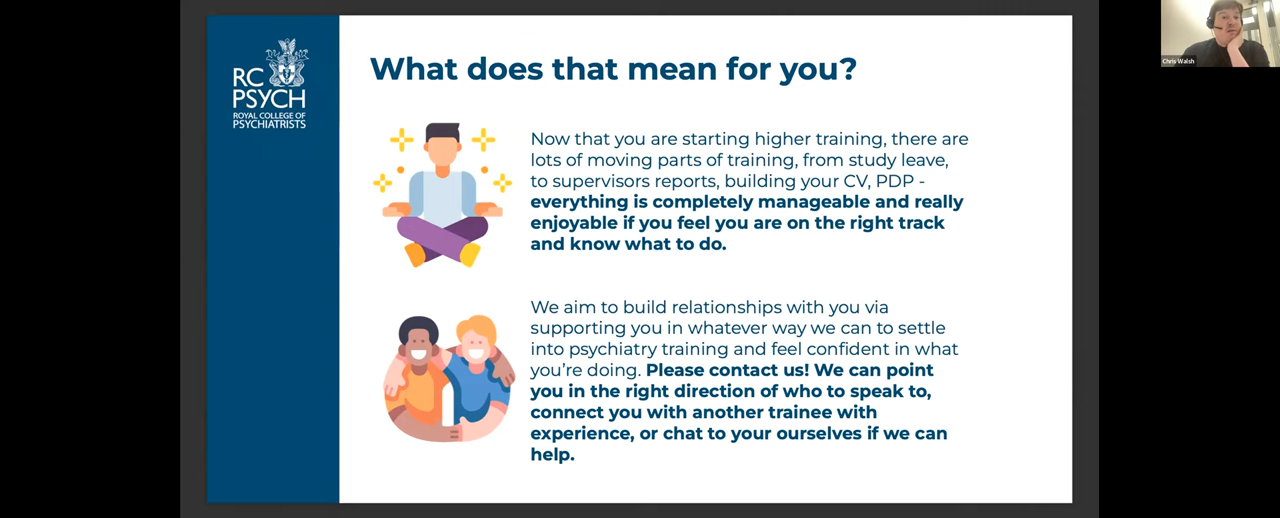 RC
PSYCH
ROYAL COLLEGE OF
PSYCHIATRISTS
What does that mean for you?
Now that you are starting higher training, there are
lots of moving parts of training, from study leave,
to supervisors reports, building your CV, PDP -
everything is completely manageable and really
enjoyable if you feel you are on the right track
and know what to do.
We aim to build relationships with you via
supporting you in whatever way we can to settle
into psychiatry training and feel confident in what
you're doing. Please contact us! We can point
you in the right direction of who to speak to,
connect you with another trainee with
experience, or chat to your ourselves if we can
help.
Chris Walsh